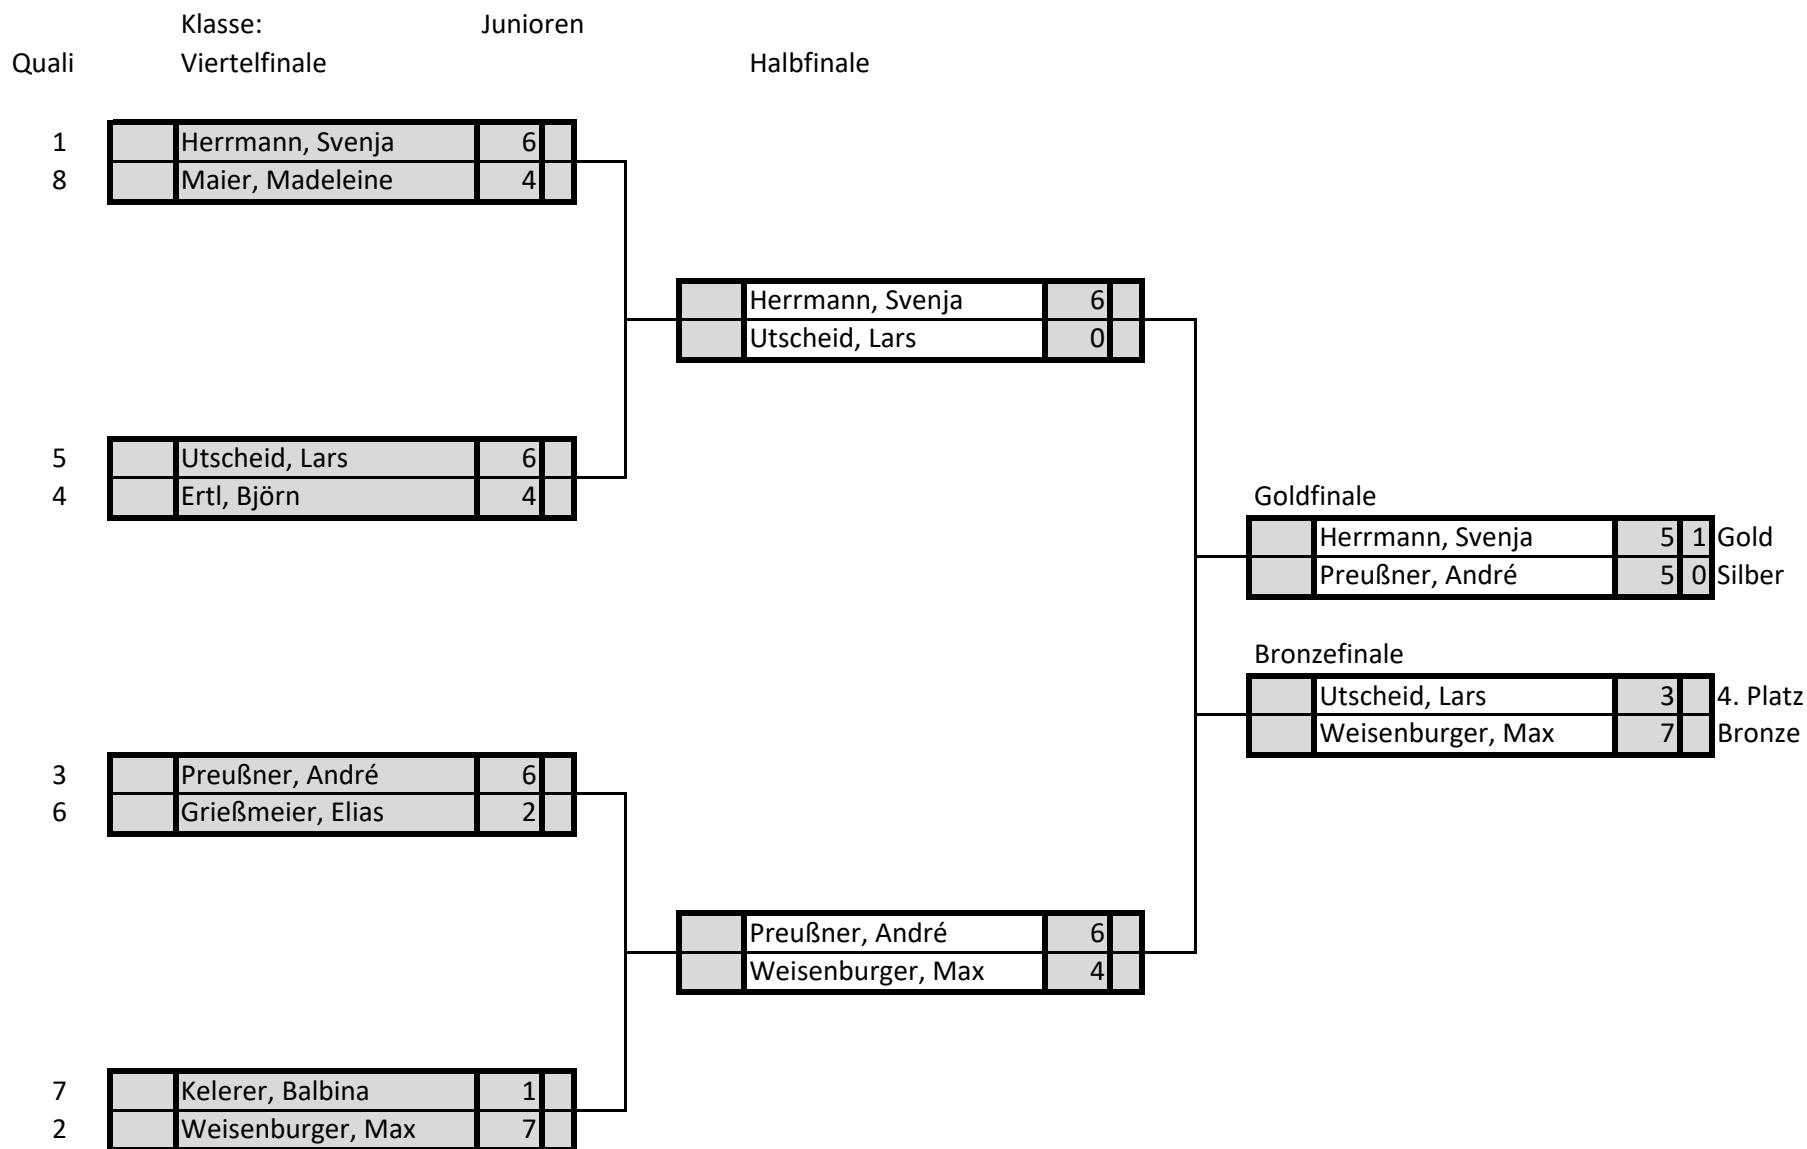 Klasse: Junioren
Quali Viertelfinale Halbfinale
1 Herrmann, Svenja 6
8 Maier, Madeleine 4
Herrmann, Svenja 6
Utscheid, Lars 0
5 Utscheid, Lars 6
4 Ertl, Björn 4
Goldfinale
Herrmann, Svenja 5 1 Gold
Preußner, André 5 0 Silber
Bronzefinale
Utscheid, Lars 3 4. Platz
Weisenburger, Max 7 Bronze
3 Preußner, André 6
6 Grießmeier, Elias 2
Preußner, André 6
Weisenburger, Max 4
7 Kelerer, Balbina 1
2 Weisenburger, Max 7